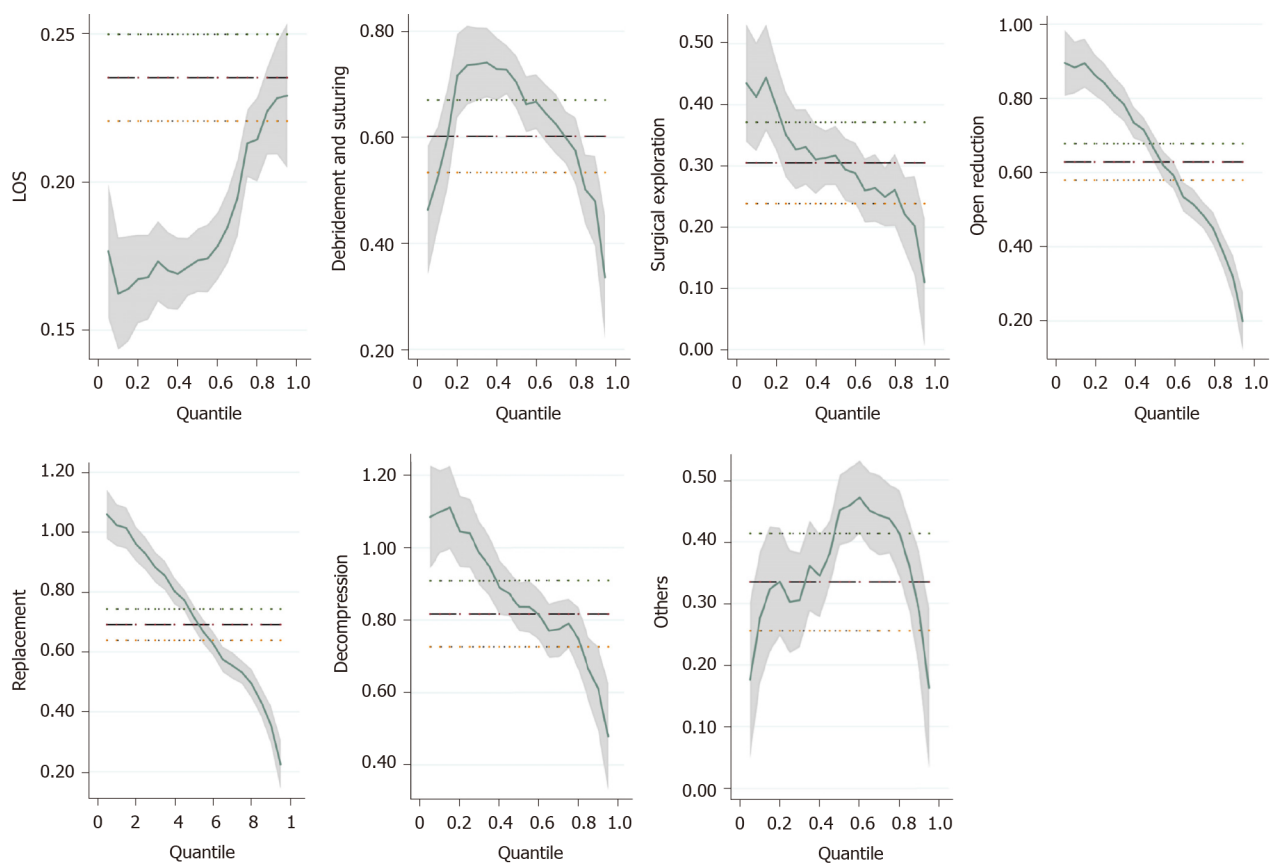 LOS
0.25
0.20
0.15
0 0.2 0.4 0.6 0.8 1.0
Quantile
Debridement and suturing
0.80
0.60
0.40
0.20
0 0.2 0.4 0.6 0.8 1.0
Quantile
Surgical exploration
0.50
0.40
0.30
0.20
0.10
0.00
0 0.2 0.4 0.6 0.8 1.0
Quantile
Open reduction
1.00
0.80
0.60
0.40
0.20
0 0.2 0.4 0.6 0.8 1.0
Quantile
Replacement
1.20
1.00
0.80
0.60
0.40
0.20
0 2 4 6 8 1
Quantile
Decompression
1.20
1.00
0.80
0.60
0.40
0 0.2 0.4 0.6 0.8 1.0
Quantile
Others
0.50
0.40
0.30
0.20
0.10
0.00
0 0.2 0.4 0.6 0.8 1.0
Quantile